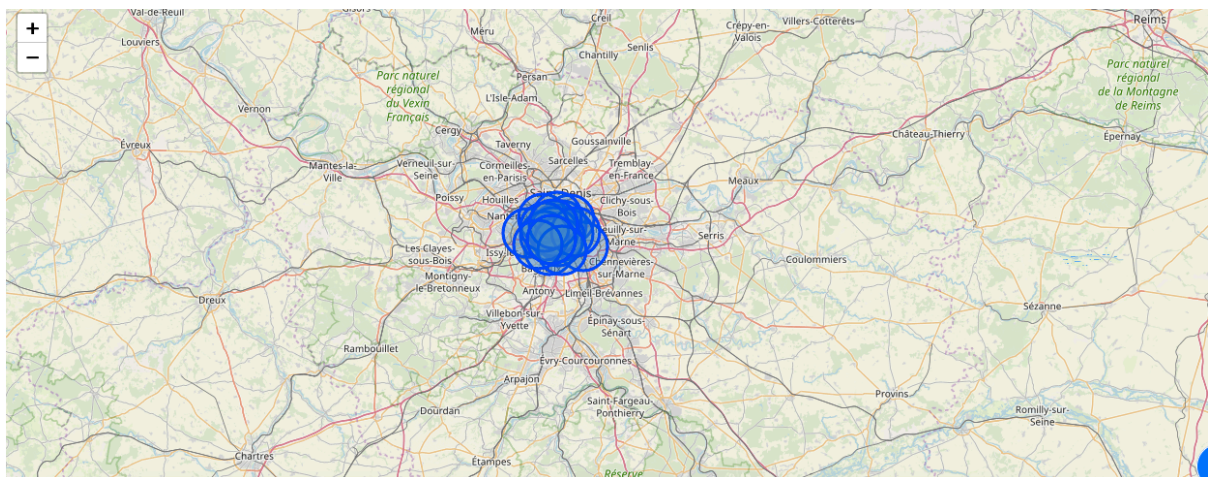 +
−
Val-de-Reuil
Gisors
Creil
Crépy-en-
Valois
Villers-Cotterêts
Reims
Louviers
Méru
Senlis
Chantilly
Parc naturel
régional
du Vexin
Français
Persan
Parc naturel
régional
de la Montagne
de Reims
Vernon
L'Isle-Adam
Cergy
Taverny
Goussainville
Château-Thierry
Épernay
Évreux
Mantes-la-
Ville
Verneuil-sur-
Seine
Cormeilles-
en-Parisis
Sarcelles
Tremblay-
en-France
Meaux
Poissy
Houilles
Saint-Denis
Clichy-sous-
Bois
Serris
Les Clayes-
sous-Bois
Marne
Coulommiers
Chennevières-
sur-Marne
Montigny-
le-Bretonneux
Antony
Limeil-Brévannes
Dreux
Sézanne
Villebon-sur-
Yvette
Épinay-sous-
Sénart
Rambouillet
Évry-Courcouronnes
Arpajon
Provins
Dourdan
Saint-Fargeau-
Ponthierry
Romilly-sur-
Seine
Chartres
Étampes
Réserve